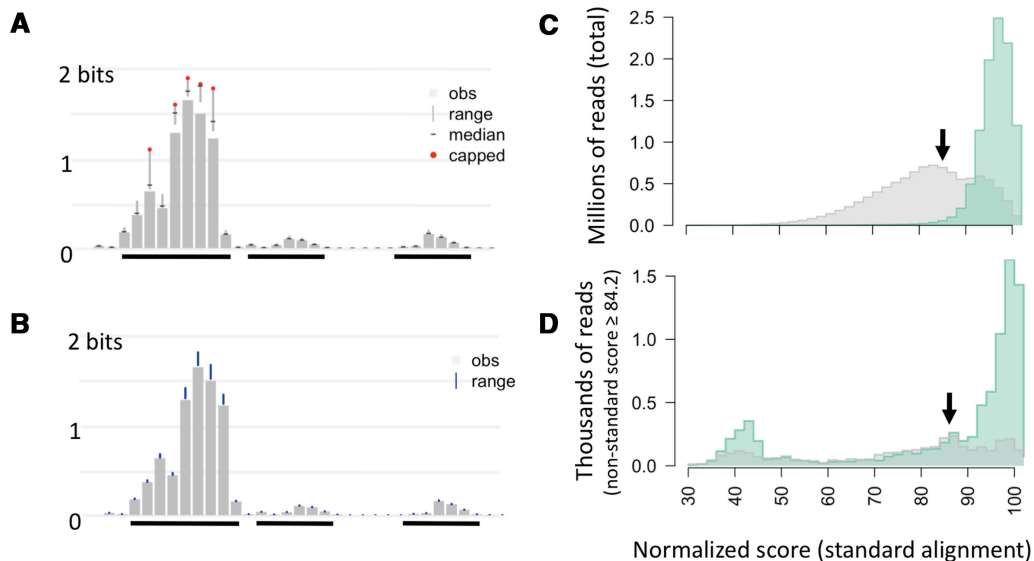 A
2 bits
1
0
obs
range
median
capped
B
2 bits
1
0
obs
range
C
Millions of reads (total)
2.5
2.0
1.5
1.0
0.5
0.0
D
Thousands of reads
(non-standard score ≥ 84.2)
1.5
1.0
0.5
0.0
30 40 50 60 70 80 90 100
Normalized score (standard alignment)